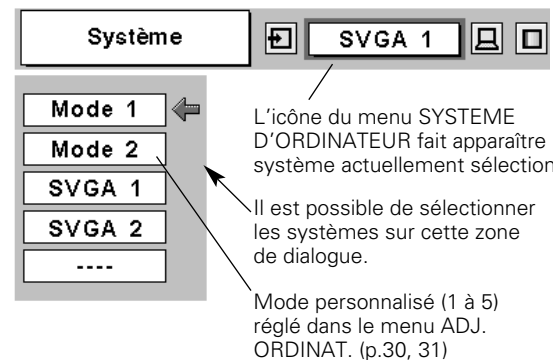 Système
SVGA 1
Mode 1
Mode 2
SVGA 1
SVGA 2
----
L'icône du menu SYSTEME
D'ORDINATEUR fait apparaître
système actuellement
Il est possible de sélectionner
les systèmes sur cette zone
de dialogue.
Mode personnalisé (1 à 5)
réglé dans le menu ADJ.
ORDINAT. (p.30, 31)